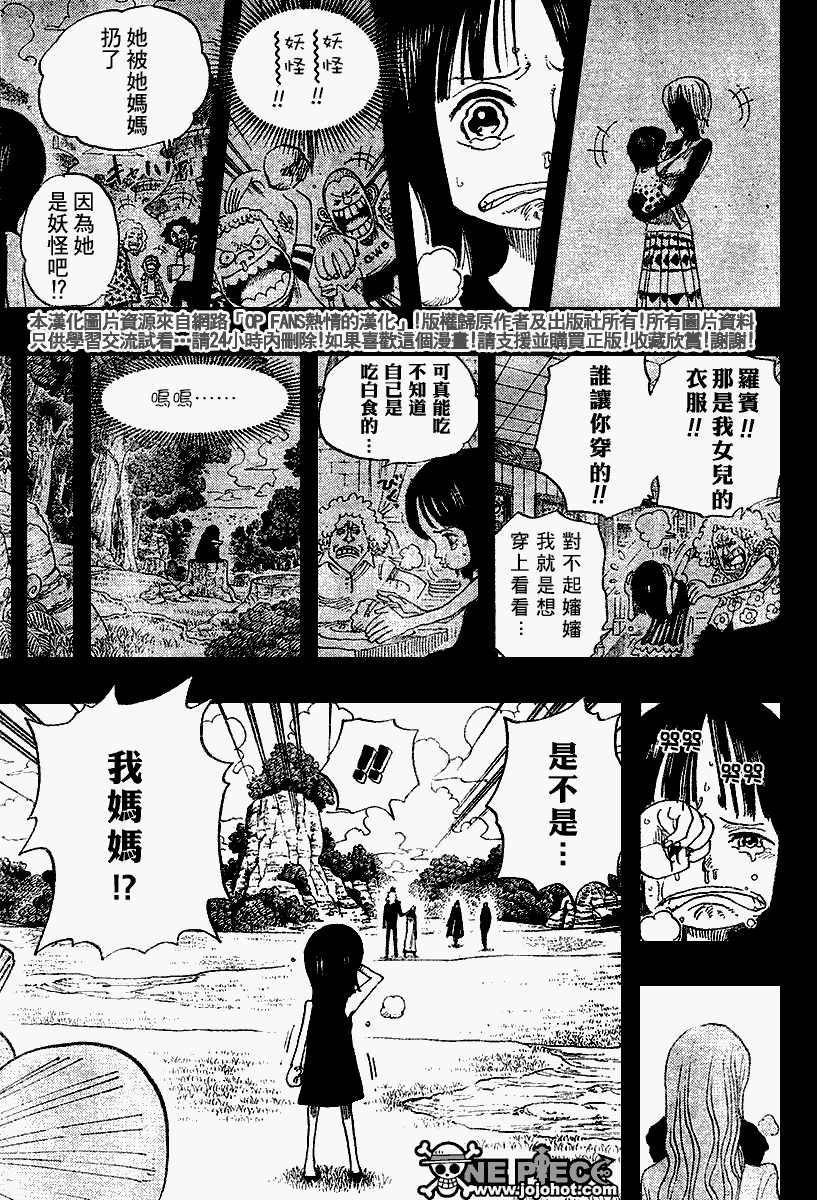 妖怪
!!
妖怪
!!
她被她媽媽
扔了
因為她
是妖怪吧!?
本漢化圖片資源來自網路「OP FANS熱情的漢化」!版權歸原作者及出版社所有!所有圖片資料
只供學習交流試看…請24小時內刪除!如果喜歡這個漫畫!請支援並購買正版!收藏欣賞!謝謝!
羅賓!!
那是我女兒的
衣服!!
誰讓你穿的!!
對不起嬸嬸
我就是想
穿上看看…
可真能吃
不知道
自己是
吃白食的…
びくっ
嗚嗚……
哭哭
哭哭
是不是…
!!
我媽媽
!?
ONE PIECE
www.jojohot.com